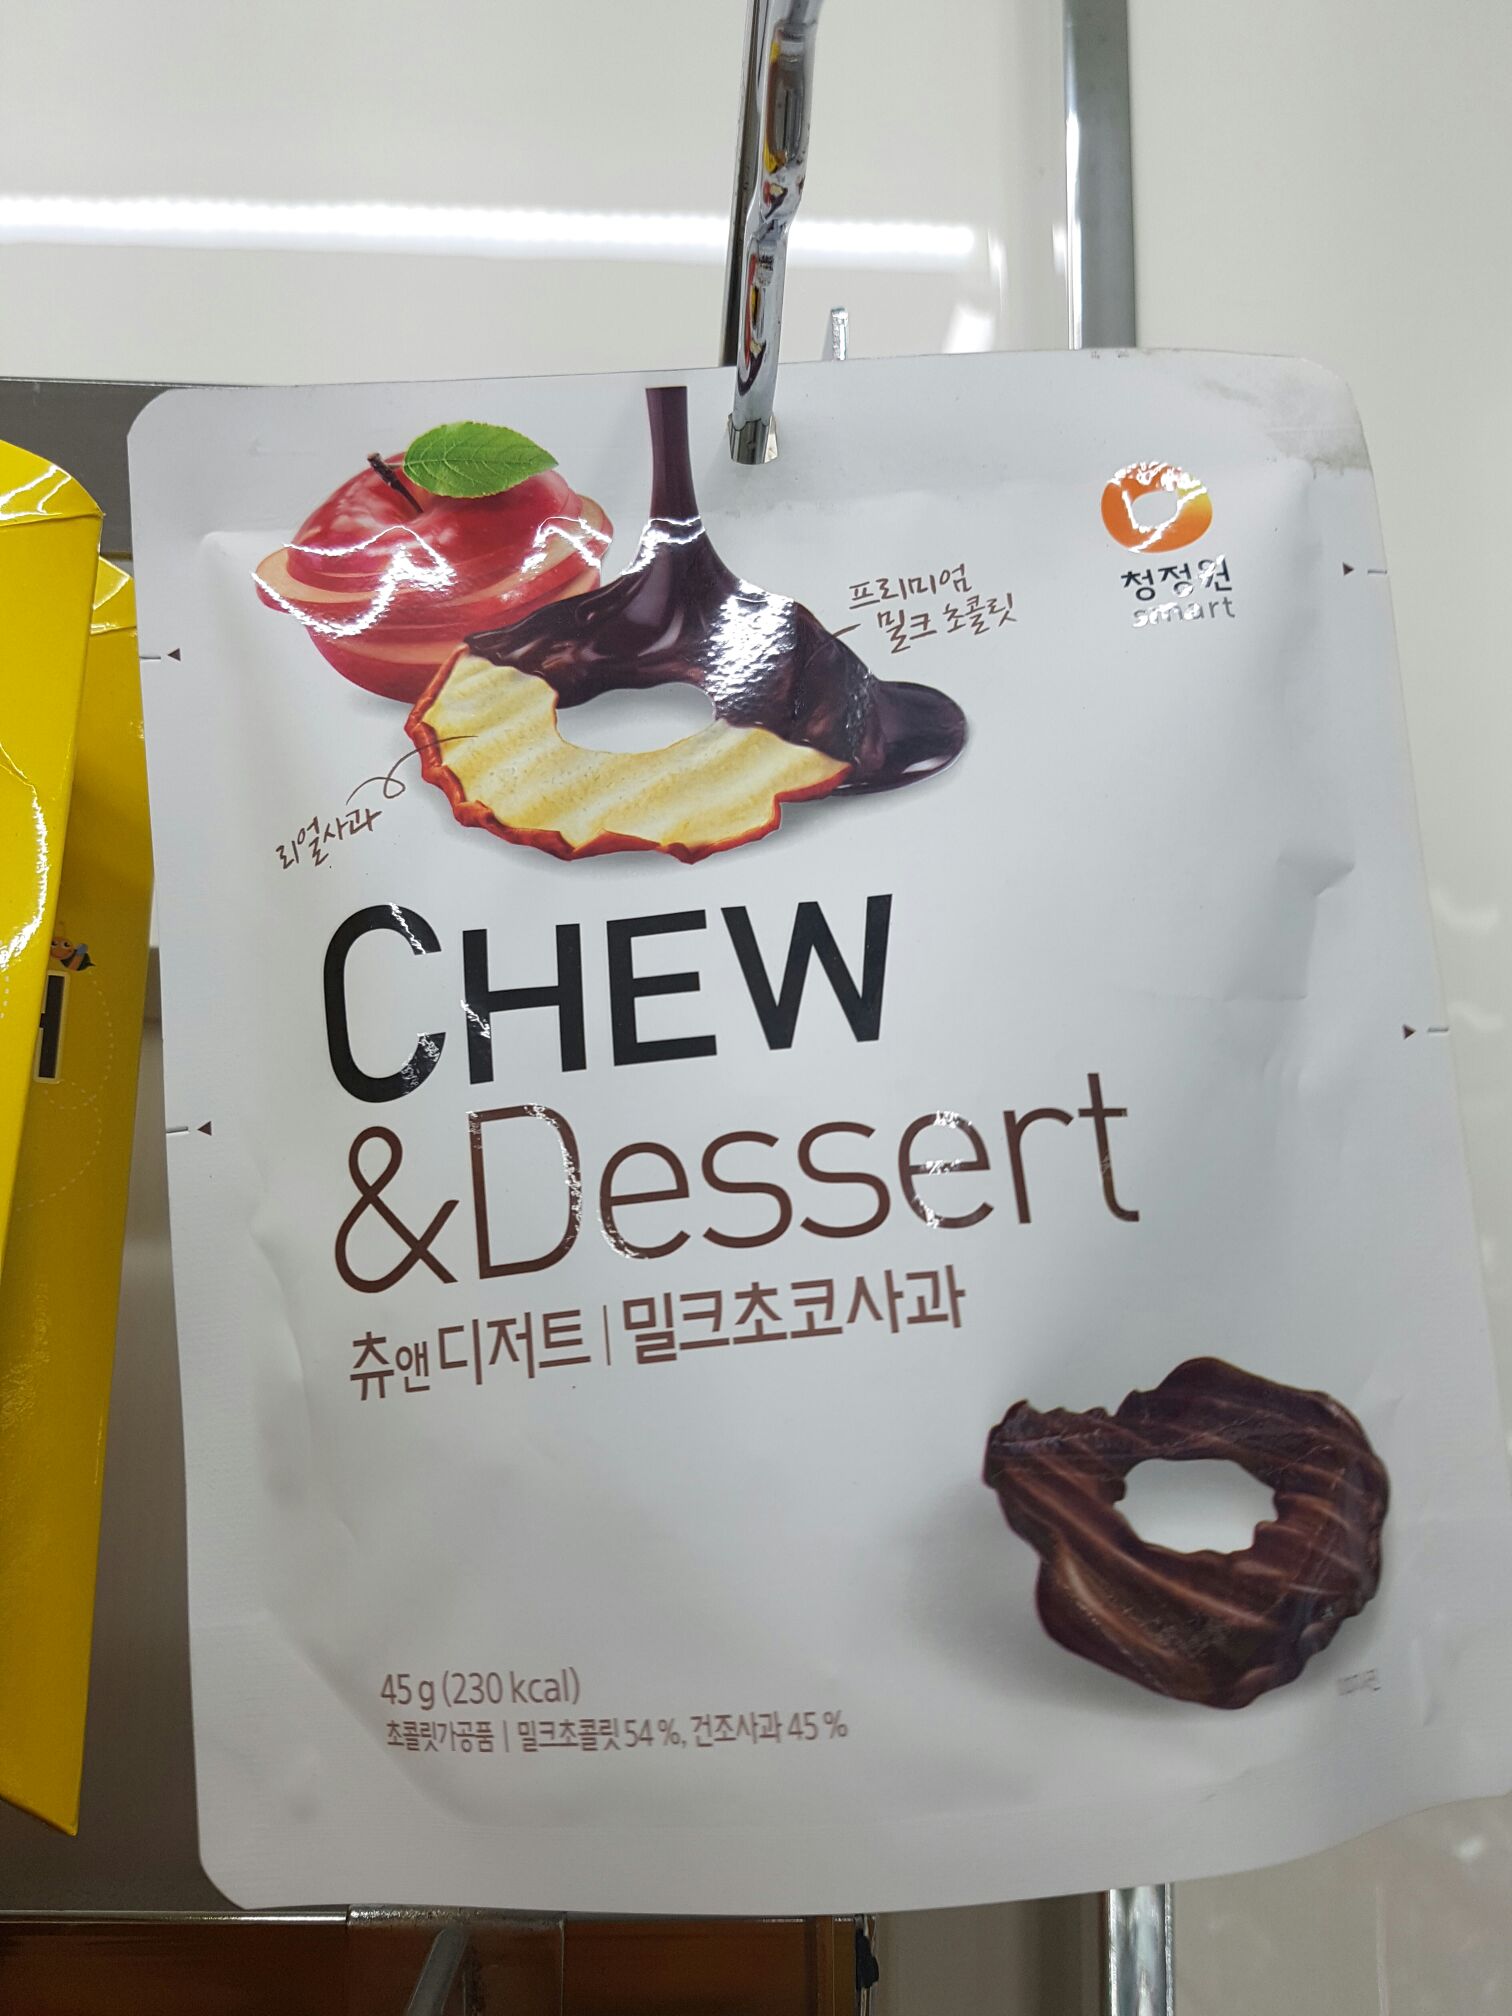 청정원
smart
프리미엄
밀크 초콜릿
리얼사과
CHEW
&Dessert
츄앤디저트 | 밀크초코사과
45 g (230 kcal)
초콜릿가공품 | 밀크초콜릿 54 %, 건조사과 45 %